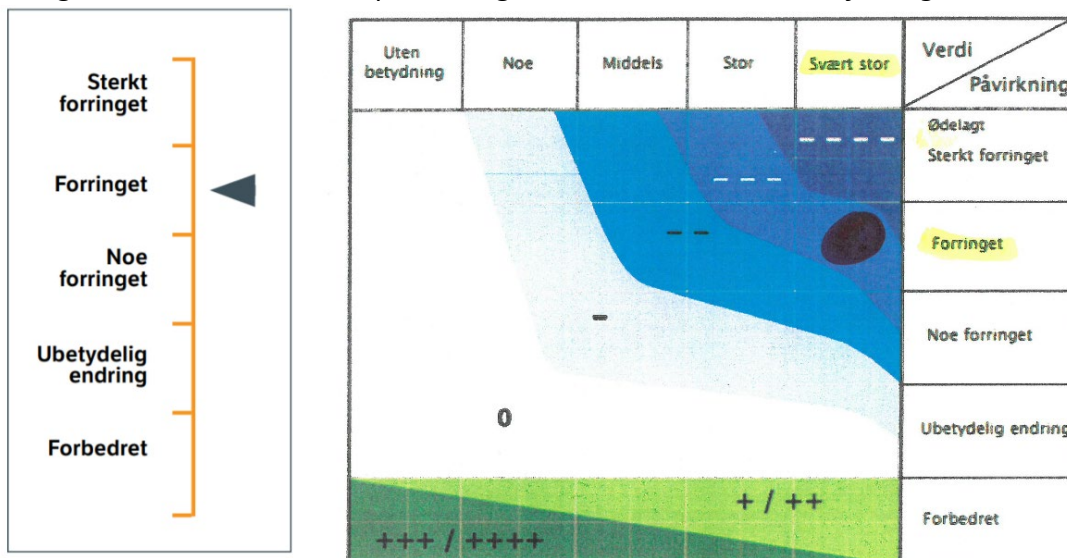 Sterkt
forringet
Forringet
Noe
forringet
Ubetydelig
endring
Forbedret
Uten
betydning
Noe
Middels
Stor
Svært stor
Verdi
Påvirkning
Ødelagt
Sterkt forringet
Forringet
Noe forringet
Ubetydelig endring
Forbedret
- - - -
- - -
- -
-
0
+ / ++
+++ / ++++